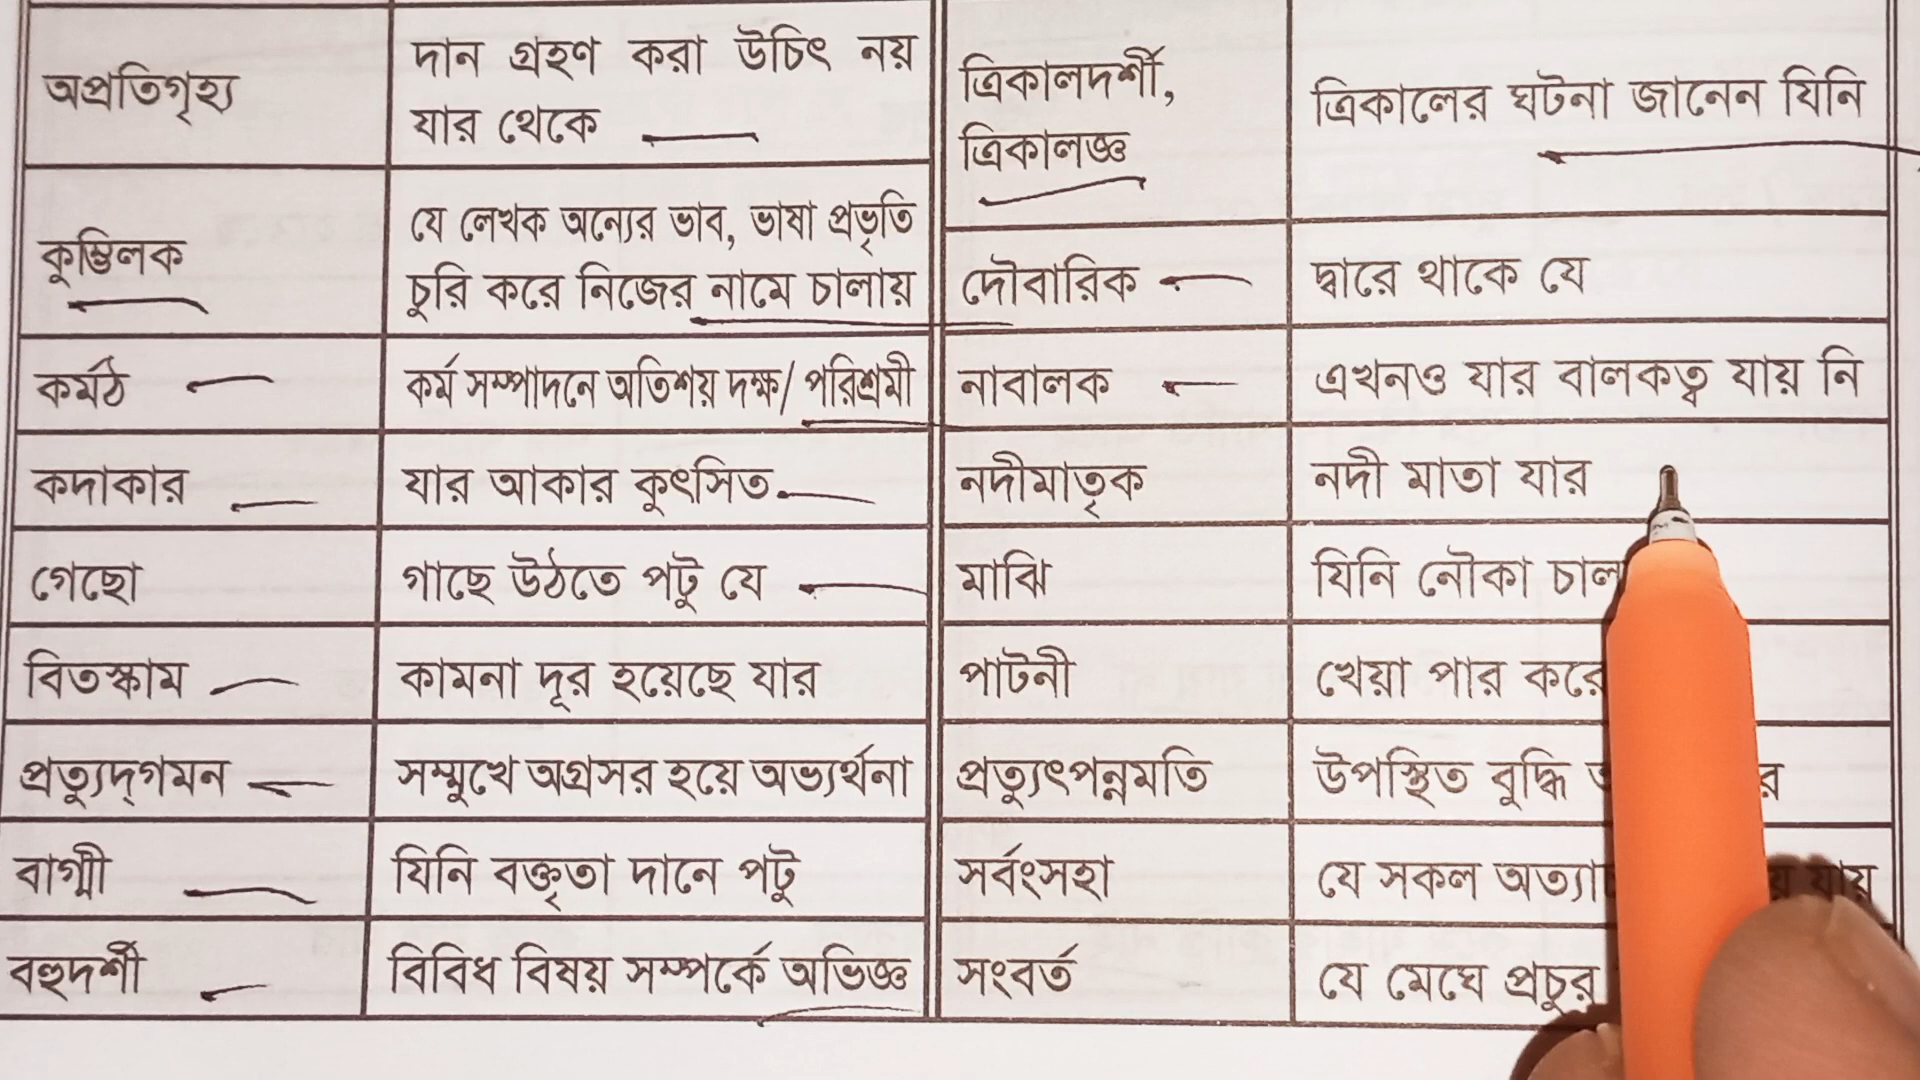 অপ্রতিগৃহ্য
দান গ্রহণ করা উচিৎ নয়
যার থেকে
কুম্ভিলক
যে লেখক অন্যের ভাব, ভাষা প্রভৃতি
চুরি করে নিজের নামে চালায়
কর্মঠ
কর্ম সম্পাদনে অতিশয় দক্ষ/ পরিশ্রমী
কদাকার
যার আকার কুৎসিত
গেছো
গাছে উঠতে পটু যে
বিতস্কাম
কামনা দূর হয়েছে যার
প্রত্যুদ্‌গমন
সম্মুখে অগ্রসর হয়ে অভ্যর্থনা
বাগ্মী
যিনি বক্তৃতা দানে পটু
বহুদর্শী
বিবিধ বিষয় সম্পর্কে অভিজ্ঞ
ত্রিকালদর্শী,
ত্রিকালজ্ঞ
ত্রিকালের ঘটনা জানেন যিনি
দৌবারিক
দ্বারে থাকে যে
নাবালক
এখনও যার বালকত্ব যায় নি
নদীমাতৃক
নদী মাতা যার
মাঝি
যিনি নৌকা
পাটনী
খেয়া পার করে
প্রত্যুৎপন্নমতি
উপস্থিত বুদ্ধি
সর্বংসহা
যে সকল
যায়
সংবর্ত
যে মেঘে প্রচুর